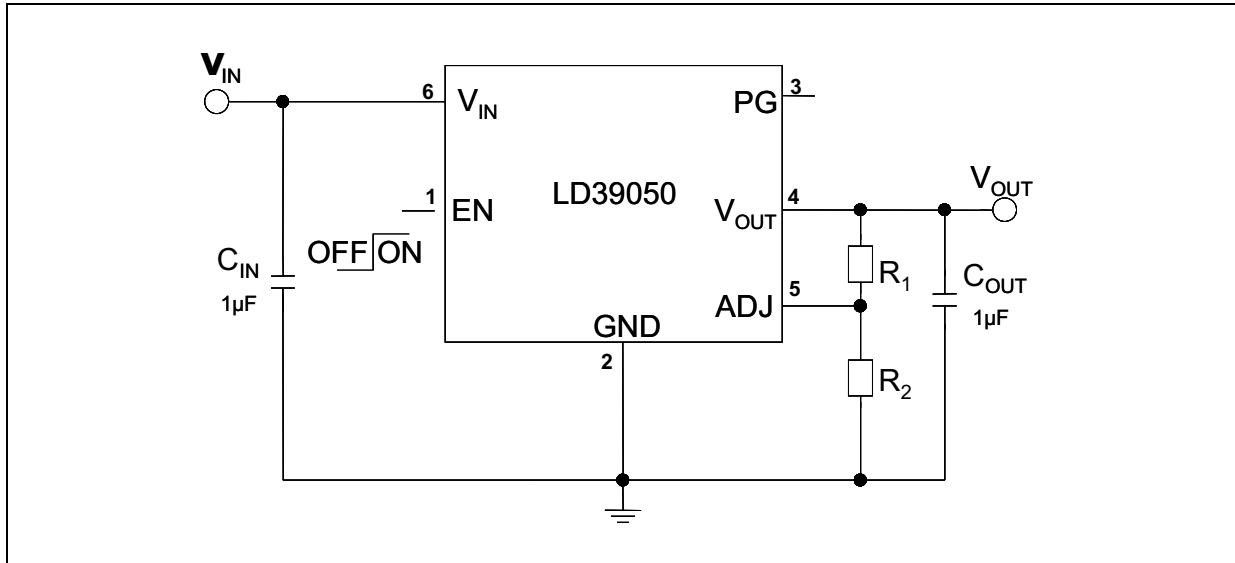 V_IN
6
V_IN
PG
3
LD39050
1
EN
OFF ON
V_OUT
4
V_OUT
C_IN
1µF
R_1
C_OUT
1µF
ADJ
5
GND
2
R_2